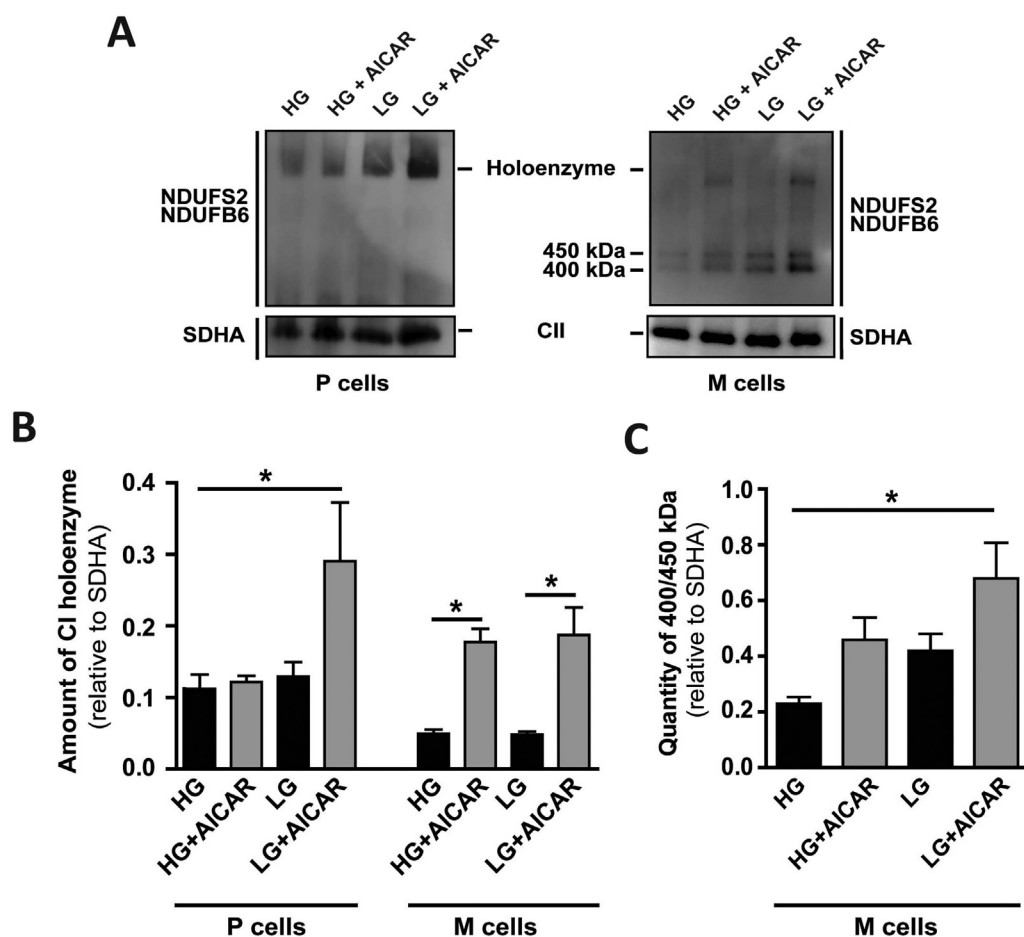 A
HG
HG + AICAR
LG
LG + AICAR
HG
HG + AICAR
LG
LG + AICAR
NDUFS2
NDUFB6
Holoenzyme
450 kDa
400 kDa
NDUFS2
NDUFB6
SDHA
CII
SDHA
P cells
M cells
B
Amount of CI holoenzyme
(relative to SDHA)
0.4
0.3
0.2
0.1
0.0
*
*
*
HG
HG+AICAR
LG
LG+AICAR
HG
HG+AICAR
LG
LG+AICAR
P cells
M cells
C
Quantity of 400/450 kDa
(relative to SDHA)
1.0
0.8
0.6
0.4
0.2
0.0
*
HG
HG+AICAR
LG
LG+AICAR
M cells